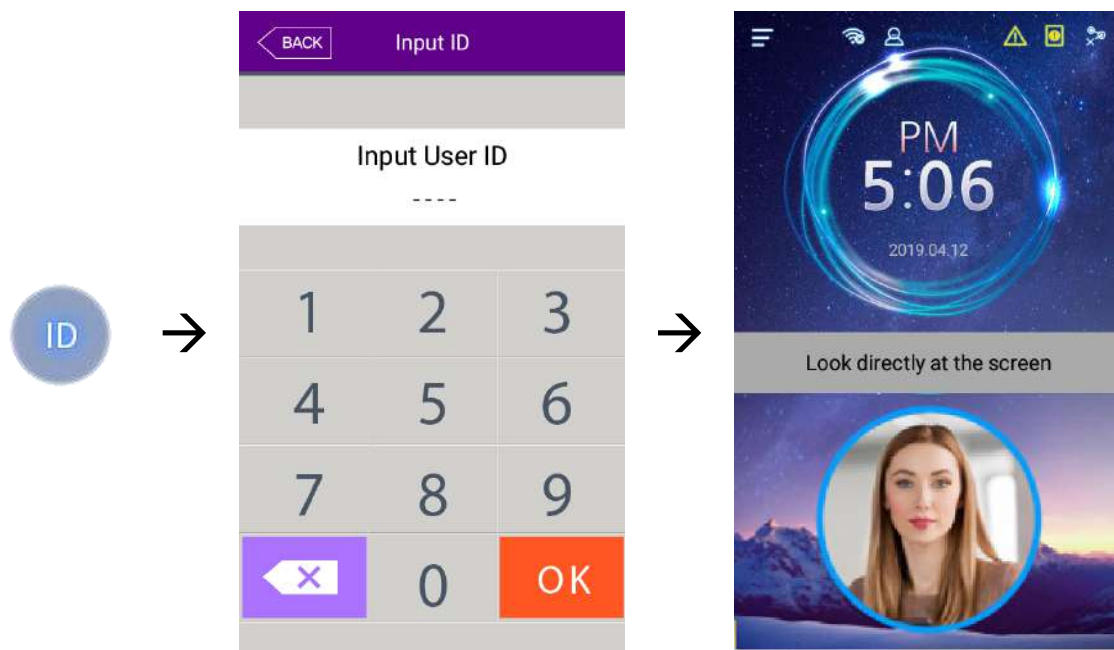 ID
BACK Input ID
Input User ID
----
1 2 3
4 5 6
7 8 9
0 OK
PM
5:06
2019.04.12
Look directly at the screen